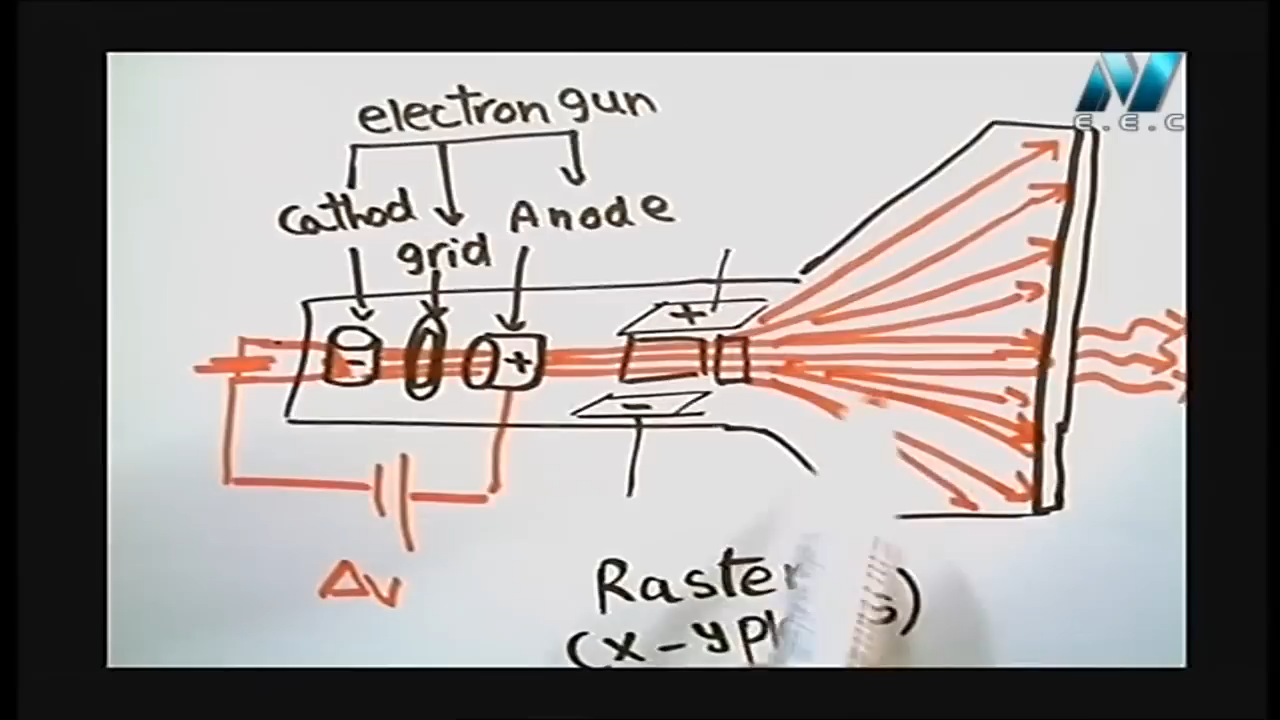 electron gun
Cathod
Anode
grid
-
+
+
-
ΔV
Raster
(x-y
E.E.C